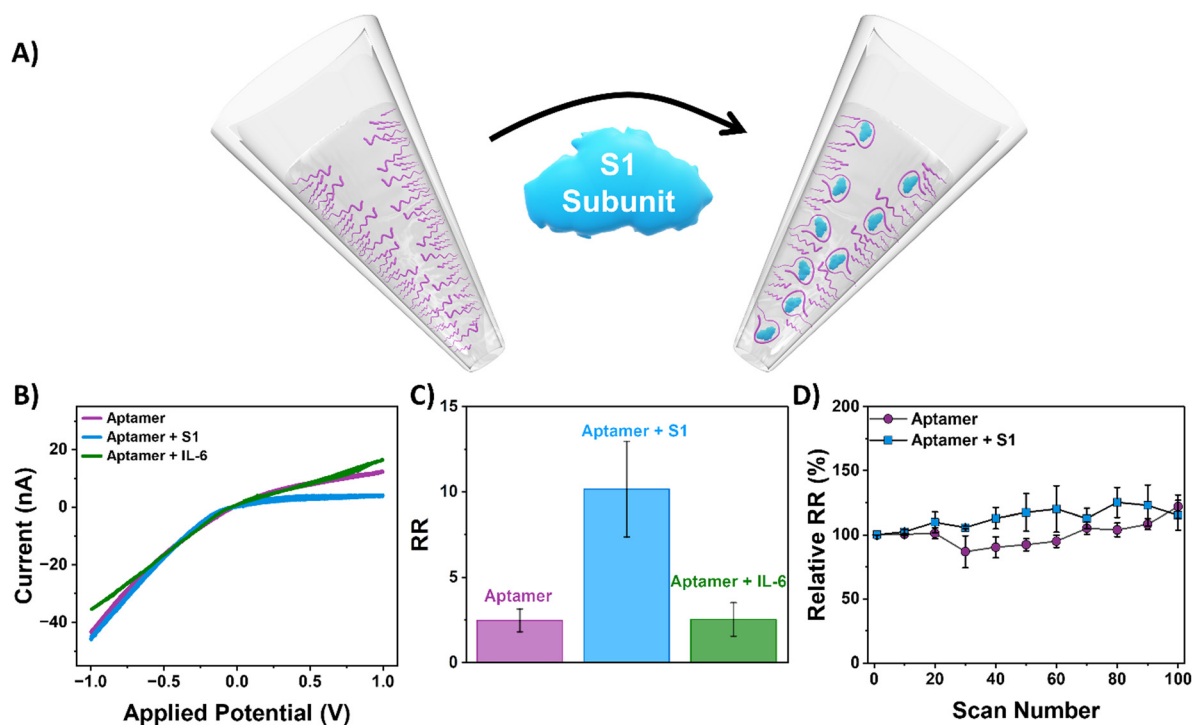 A)
S1
Subunit
B)
Aptamer
Aptamer + S1
Aptamer + IL-6
20
0
−20
−40
Current (nA)
−1.0 −0.5 0.0 0.5 1.0
Applied Potential (V)
C)
15
10
5
0
RR
Aptamer
Aptamer + S1
Aptamer + IL-6
D)
Aptamer
Aptamer + S1
200
150
100
50
0
Relative RR (%)
0 20 40 60 80 100
Scan Number